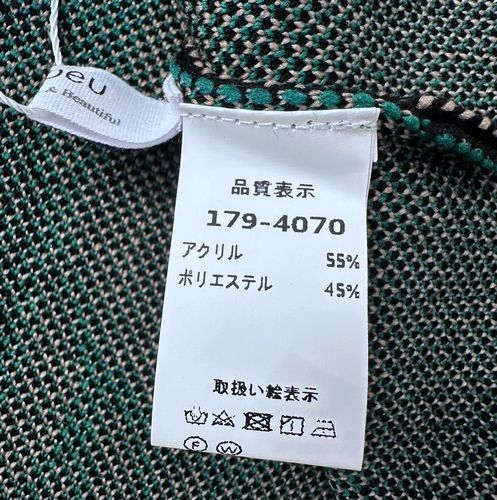 & Beautiful
品質表示
179-4070
アクリル 55%
ポリエステル 45%
取扱い絵表示
F W